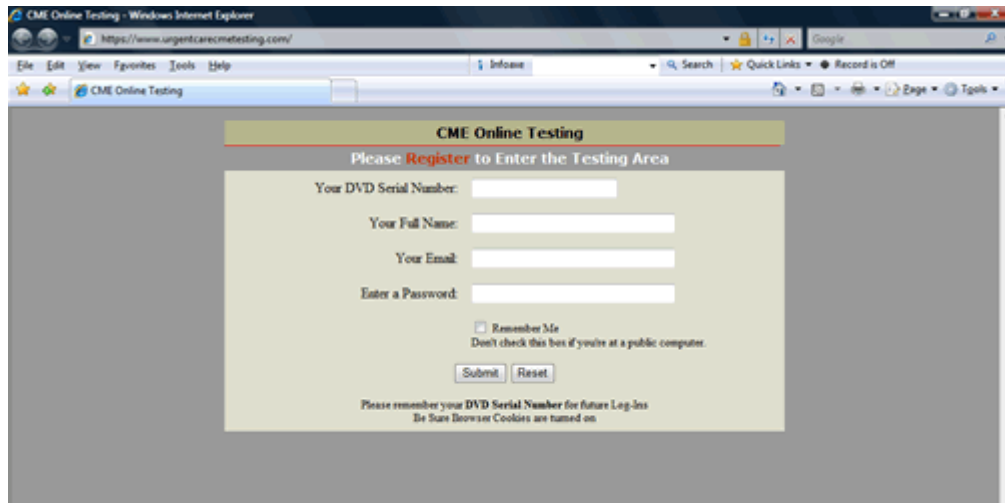 CME Online Testing - Windows Internet Explorer
https://www.urgentcarecmetesting.com/
Google
File Edit View Favorites Tools Help
Infoaxe Search Quick Links Record is Off
CME Online Testing
Page Tools
CME Online Testing
Please Register to Enter the Testing Area
Your DVD Serial Number:
Your Full Name:
Your Email:
Enter a Password:
Remember Me
Don't check this box if you're at a public computer.
Submit Reset
Please remember your DVD Serial Number for future Log-Ins
Be Sure Browser Cookies are turned on